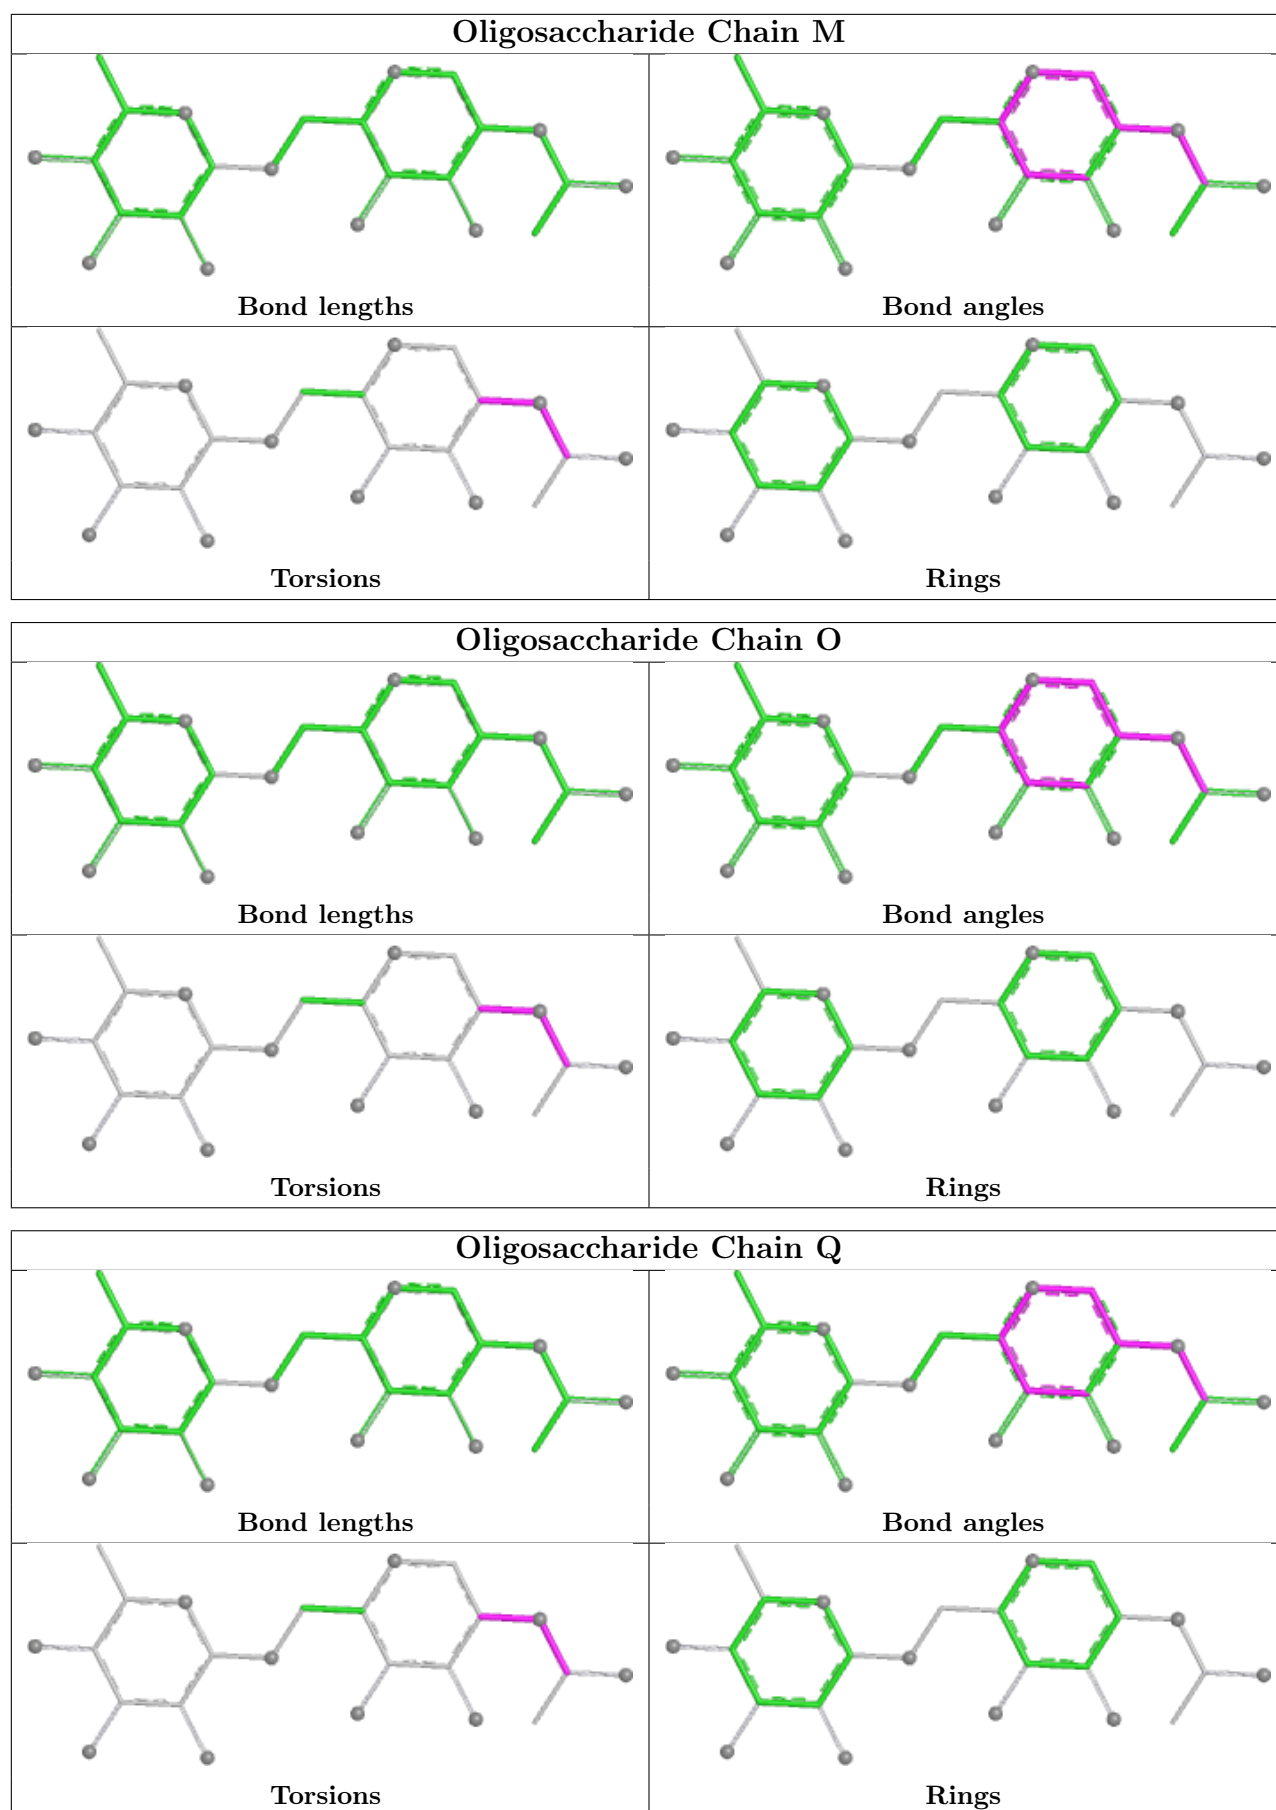 Oligosaccharide Chain M
Bond lengths
Bond angles
Torsions
Rings
Oligosaccharide Chain O
Bond lengths
Bond angles
Torsions
Rings
Oligosaccharide Chain Q
Bond lengths
Bond angles
Torsions
Rings